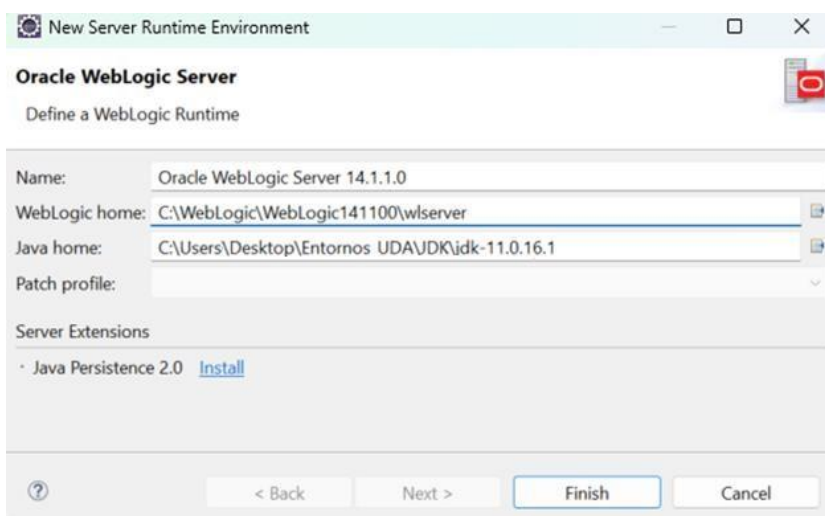 New Server Runtime Environment
Oracle WebLogic Server
Define a WebLogic Runtime
Name: Oracle WebLogic Server 14.1.1.0
WebLogic home: C:\WebLogic\WebLogic141100\wlserver
Java home: C:\Users\Desktop\Entornos UDA\JDK\jdk-11.0.16.1
Patch profile:
Server Extensions
· Java Persistence 2.0 Install
? < Back Next > Finish Cancel